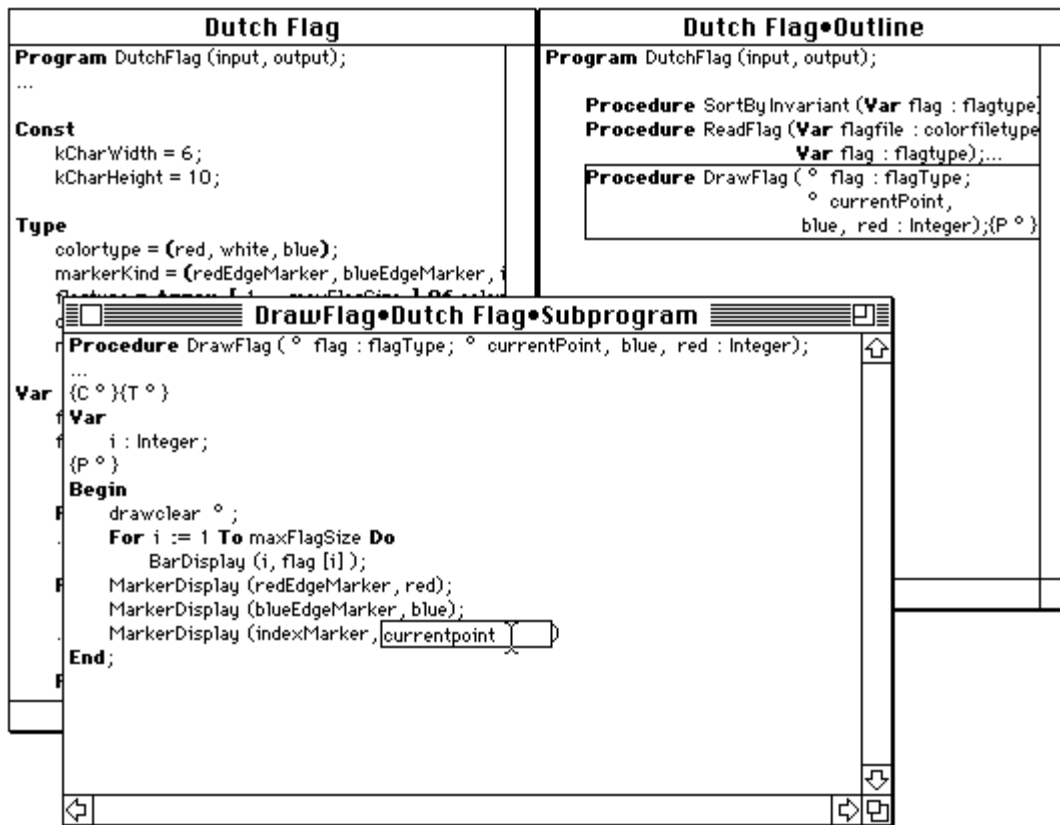 Dutch Flag
Program DutchFlag (input, output);
...
Const
kCharWidth = 6;
kCharHeight = 10;
Type
colortype = (red, white, blue);
markerKind = (redEdgeMarker, blueEdgeMarker, i
Var
Dutch Flag•Outline
Program DutchFlag (input, output);
Procedure SortByInvariant (Var flag : flagtype)
Procedure ReadFlag (Var flagfile : colorfiletype
Var flag : flagtype);...
Procedure DrawFlag ( ° flag : flagType;
° currentPoint,
blue, red : Integer);{P ° }
DrawFlag•Dutch Flag•Subprogram
Procedure DrawFlag ( ° flag : flagType; ° currentPoint, blue, red : Integer);
...
{C ° }{T ° }
Var
i : Integer;
{P ° }
Begin
drawclear ° ;
For i := 1 To maxFlagSize Do
BarDisplay (i, flag [i] );
MarkerDisplay (redEdgeMarker, red);
MarkerDisplay (blueEdgeMarker, blue);
MarkerDisplay (indexMarker, currentpoint )
End;